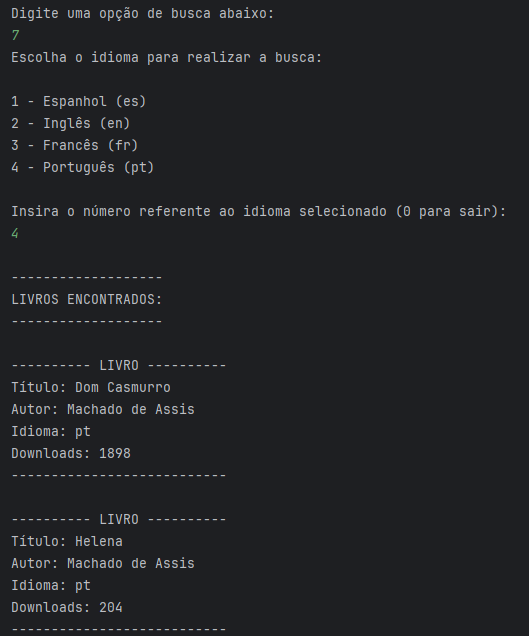 Digite uma opção de busca abaixo:
7
Escolha o idioma para realizar a busca:
1 - Espanhol (es)
2 - Inglês (en)
3 - Francês (fr)
4 - Português (pt)
Insira o número referente ao idioma selecionado (0 para sair):
4
-------------------
LIVROS ENCONTRADOS:
-------------------
---------- LIVRO ----------
Título: Dom Casmurro
Autor: Machado de Assis
Idioma: pt
Downloads: 1898
---------------------------
---------- LIVRO ----------
Título: Helena
Autor: Machado de Assis
Idioma: pt
Downloads: 204
---------------------------